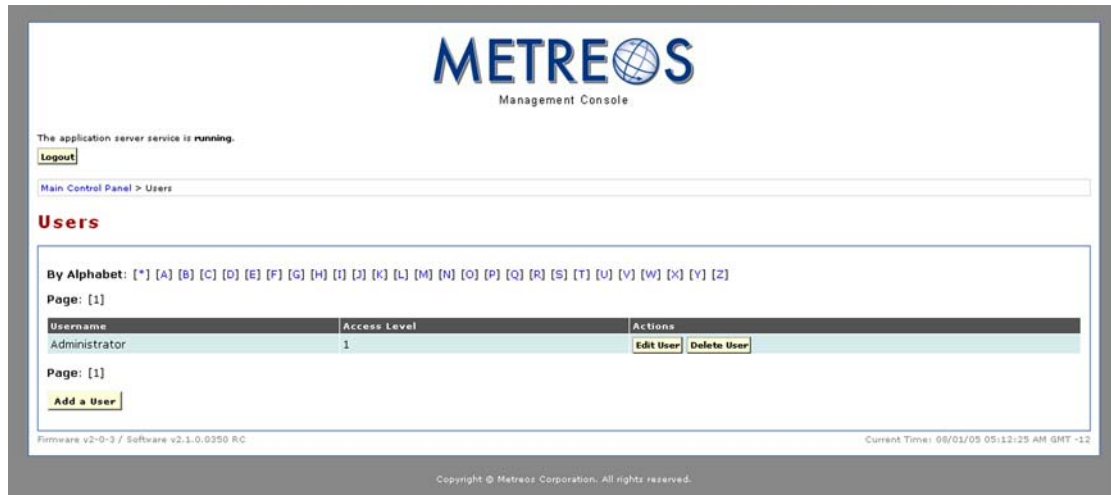 METREOS
Management Console
The application server service is running.
Logout
Main Control Panel > Users
Users
By Alphabet: [*] [A] [B] [C] [D] [E] [F] [G] [H] [I] [J] [K] [L] [M] [N] [O] [P] [Q] [R] [S] [T] [U] [V] [W] [X] [Y] [Z]
Page: [1]
Username Access Level Actions
Administrator 1 Edit User Delete User
Page: [1]
Add a User
Firmware v2-0-3 / Software v2.1.0.0350 RC Current Time: 08/01/05 05:12:25 AM GMT -12
Copyright © Metreos Corporation. All rights reserved.